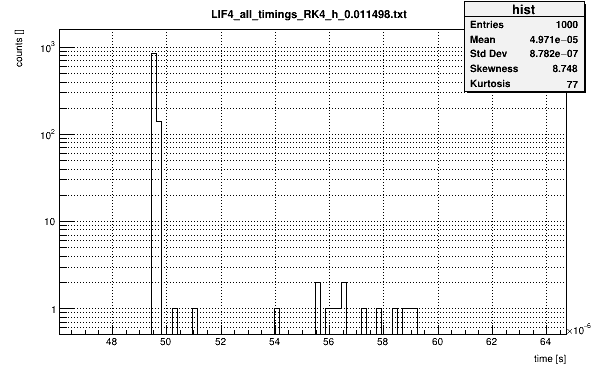 LIF4_all_timings_RK4_h_0.011498.txt
hist
Entries 1000
Mean 4.971e−05
Std Dev 8.782e−07
Skewness 8.748
Kurtosis 77
counts []
10³
10²
10
1
48 50 52 54 56 58 60 62 64
×10⁻⁶
time [s]